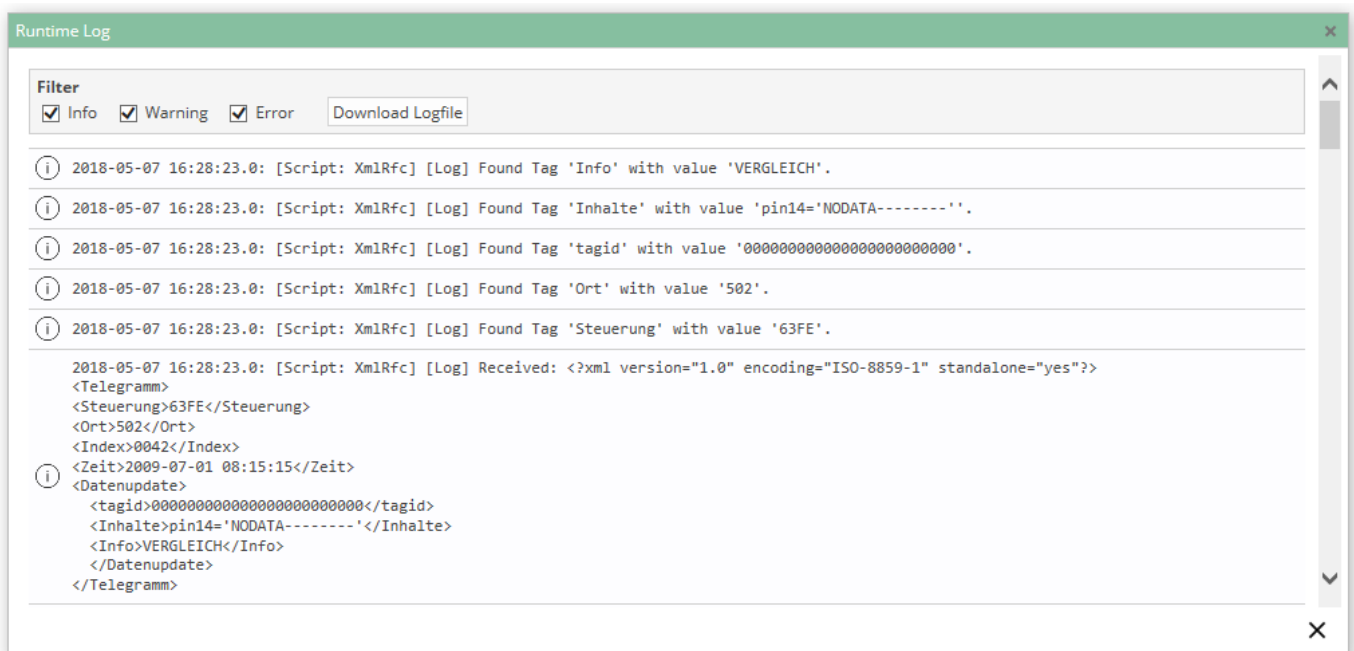 Runtime Log
Filter
Info Warning Error Download Logfile
2018-05-07 16:28:23.0: [Script: XmlRfc] [Log] Found Tag 'Info' with value 'VERGLEICH'.
2018-05-07 16:28:23.0: [Script: XmlRfc] [Log] Found Tag 'Inhalte' with value 'pin14='NODATA--------''.
2018-05-07 16:28:23.0: [Script: XmlRfc] [Log] Found Tag 'tagid' with value '000000000000000000000000'.
2018-05-07 16:28:23.0: [Script: XmlRfc] [Log] Found Tag 'Ort' with value '502'.
2018-05-07 16:28:23.0: [Script: XmlRfc] [Log] Found Tag 'Steuerung' with value '63FE'.
2018-05-07 16:28:23.0: [Script: XmlRfc] [Log] Received: <?xml version="1.0" encoding="ISO-8859-1" standalone="yes"?>
<Telegramm>
<Steuerung>63FE</Steuerung>
<Ort>502</Ort>
<Index>0042</Index>
<Zeit>2009-07-01 08:15:15</Zeit>
<Datenupdate>
<tagid>000000000000000000000000</tagid>
<Inhalte>pin14='NODATA--------'</Inhalte>
<Info>VERGLEICH</Info>
</Datenupdate>
</Telegramm>